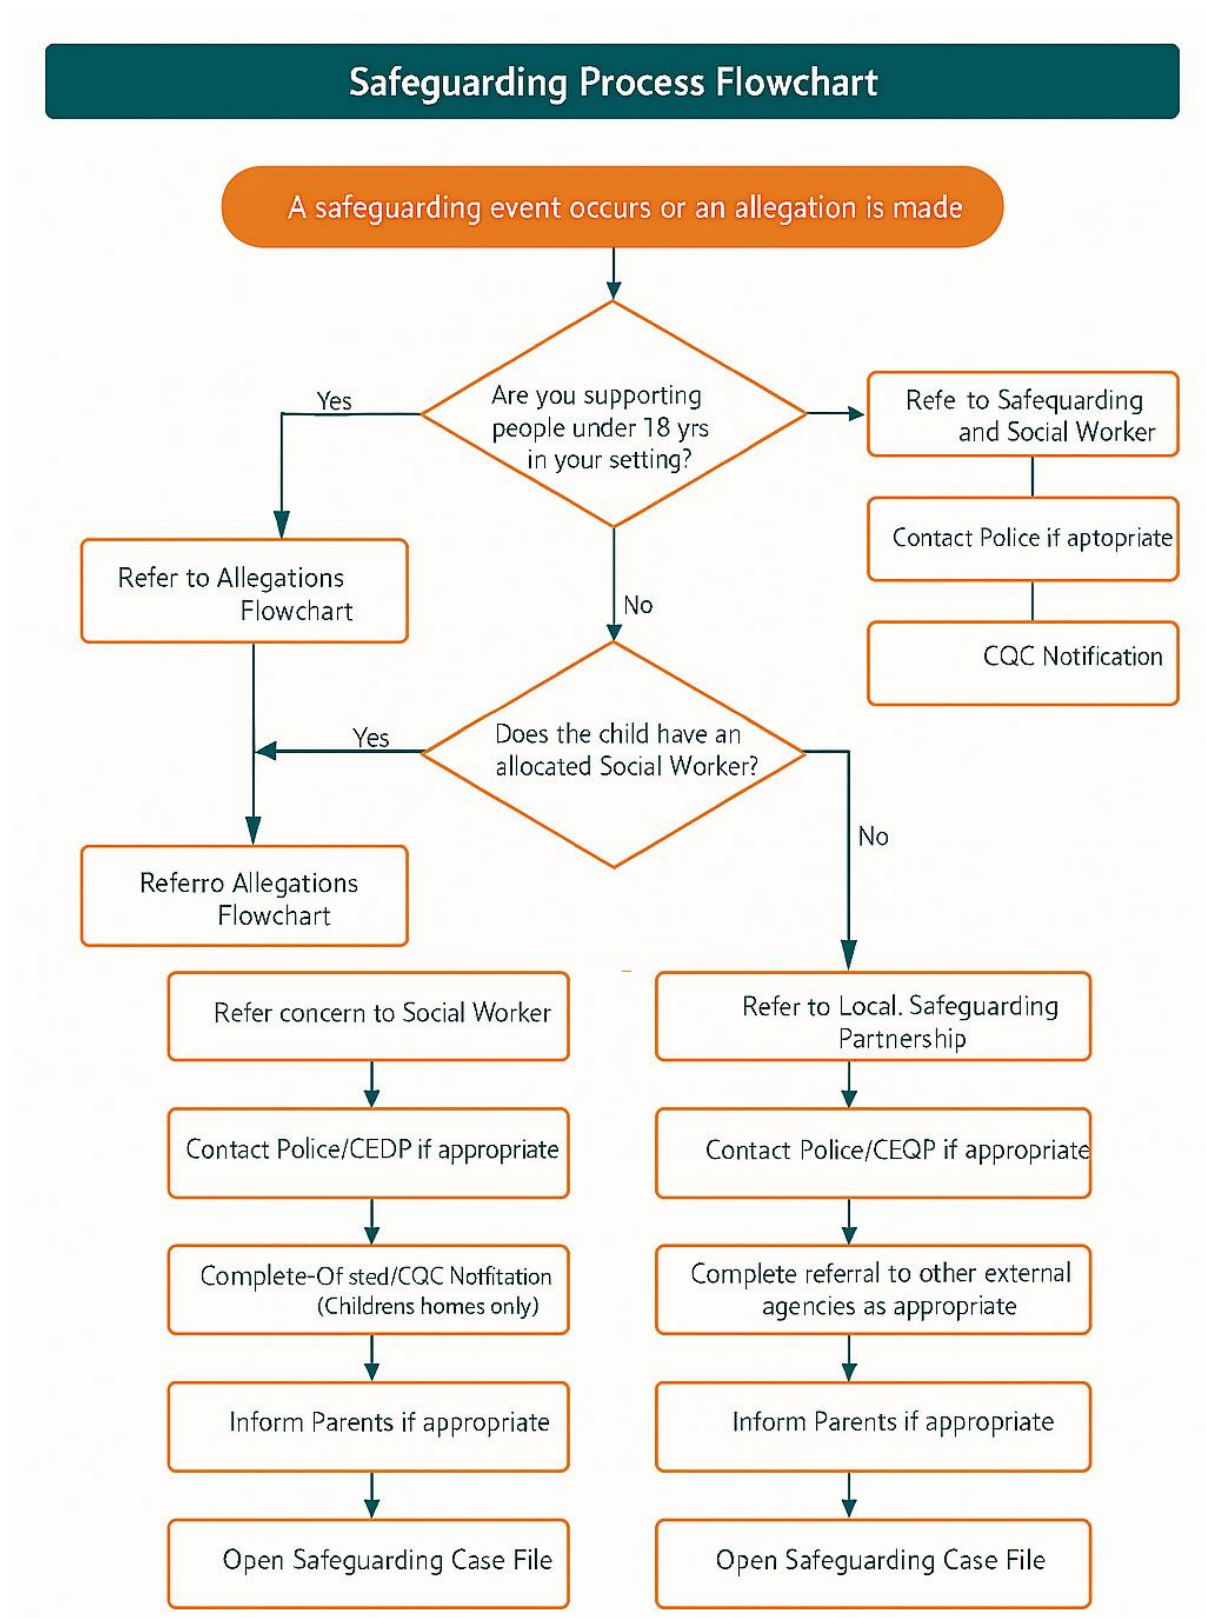 Safeguarding Process Flowchart
A safeguarding event occurs or an allegation is made
Are you supporting
people under 18 yrs
in your setting?
Yes
Refe to Safequarding
and Social Worker
Contact Police if aptopriate
CQC Notification
Refer to Allegations
Flowchart
No
Does the child have an
allocated Social Worker?
Yes
No
Referro Allegations
Flowchart
Refer concern to Social Worker
Contact Police/CEDP if appropriate
Complete-Of sted/CQC Notfitation
(Childrens homes only)
Inform Parents if appropriate
Open Safeguarding Case File
Refer to Local. Safeguarding
Partnership
Contact Police/CEQP if appropriate
Complete referral to other external
agencies as appropriate
Inform Parents if appropriate
Open Safeguarding Case File